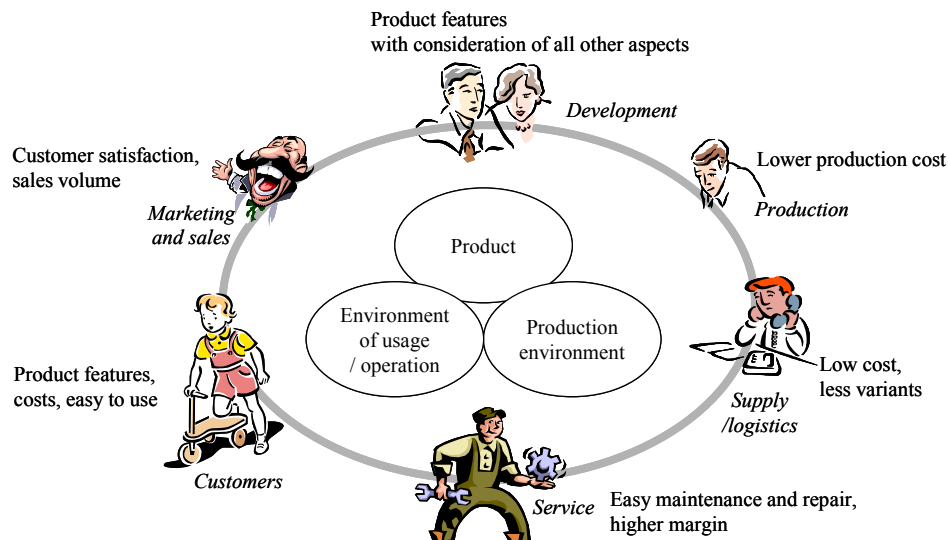 Product features
with consideration of all other aspects
Development
Customer satisfaction,
sales volume
Marketing
and sales
Lower production cost
Production
Product
Environment
of usage
/ operation
Production
environment
Product features,
costs, easy to use
Customers
Low cost,
less variants
Supply
/logistics
Service
Easy maintenance and repair,
higher margin